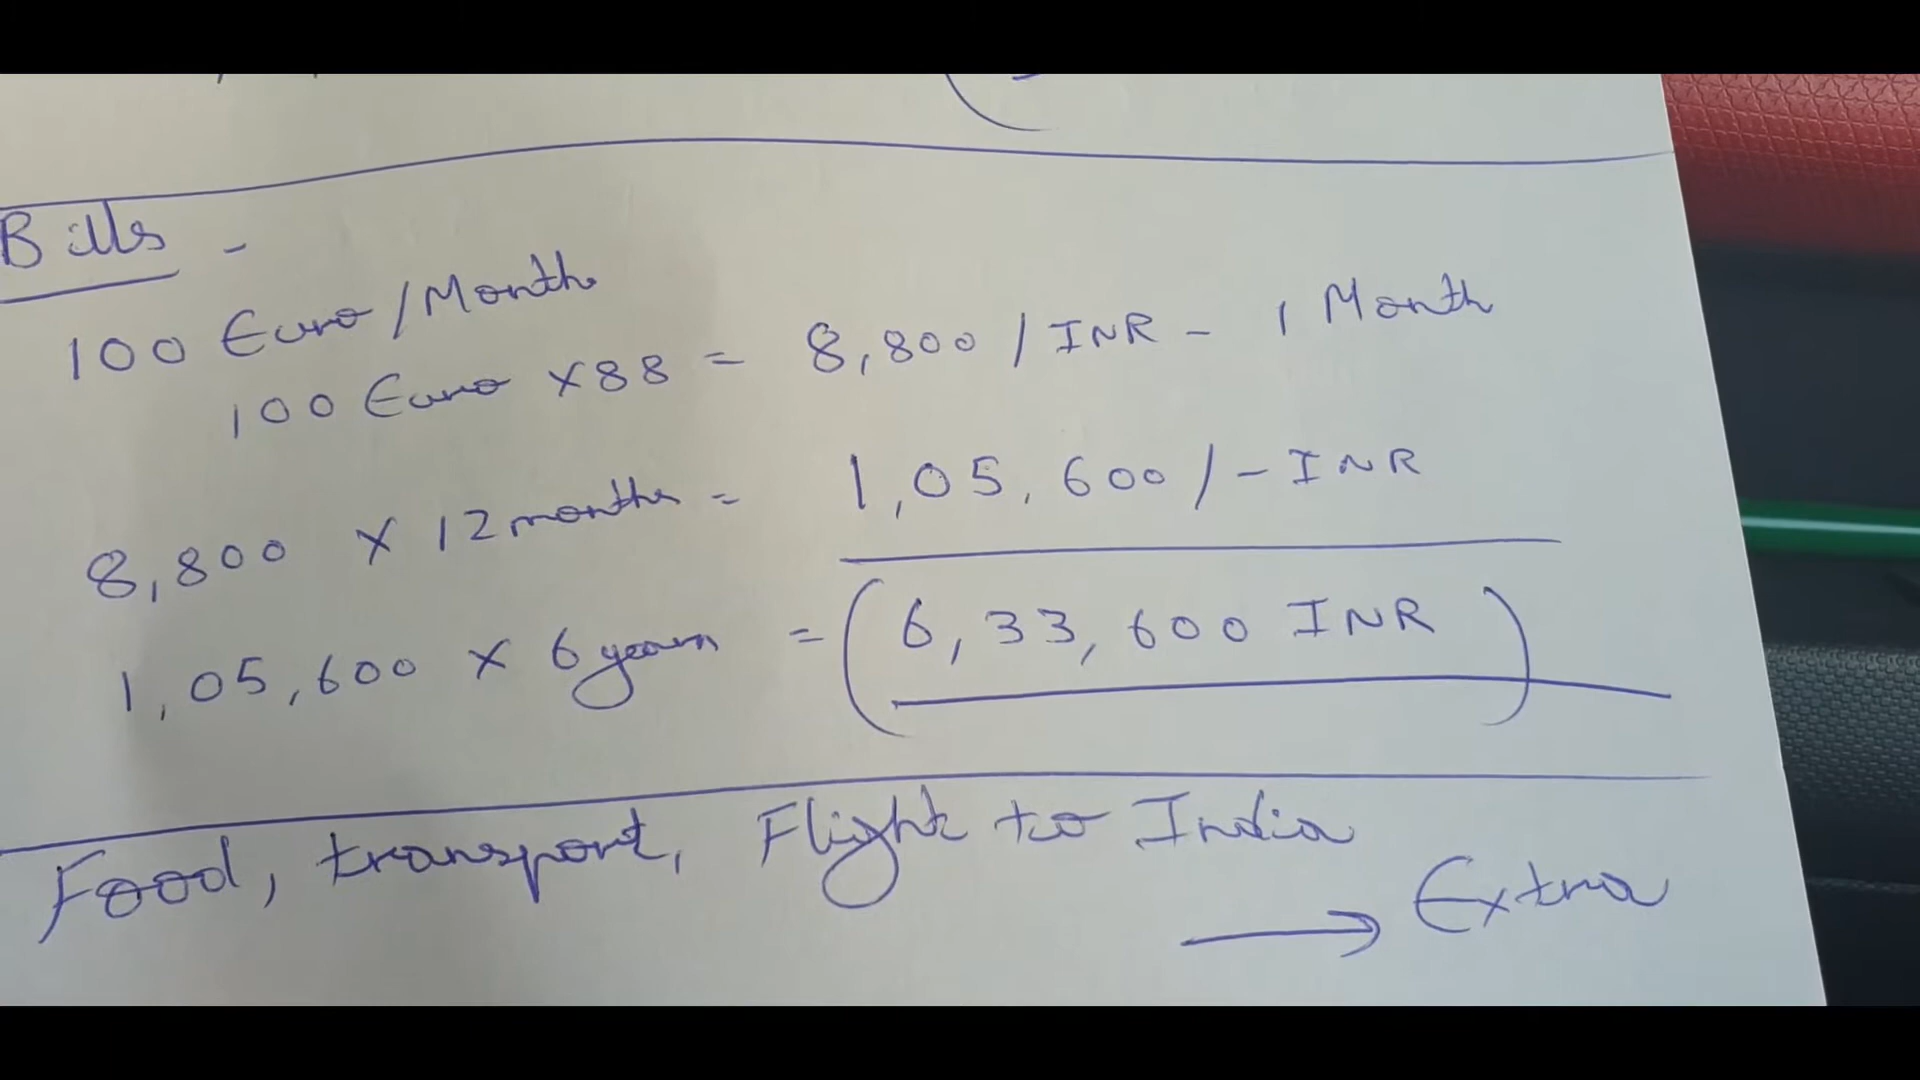 Bills -
100 Euro/Month
100 Euro x88 = 8,800/INR - 1 Month
8,800 x 12 months = 1,05,600/- INR
1,05,600 x 6 years = (6,33,600 INR)
Food, transport, Flight to India
→ Extra